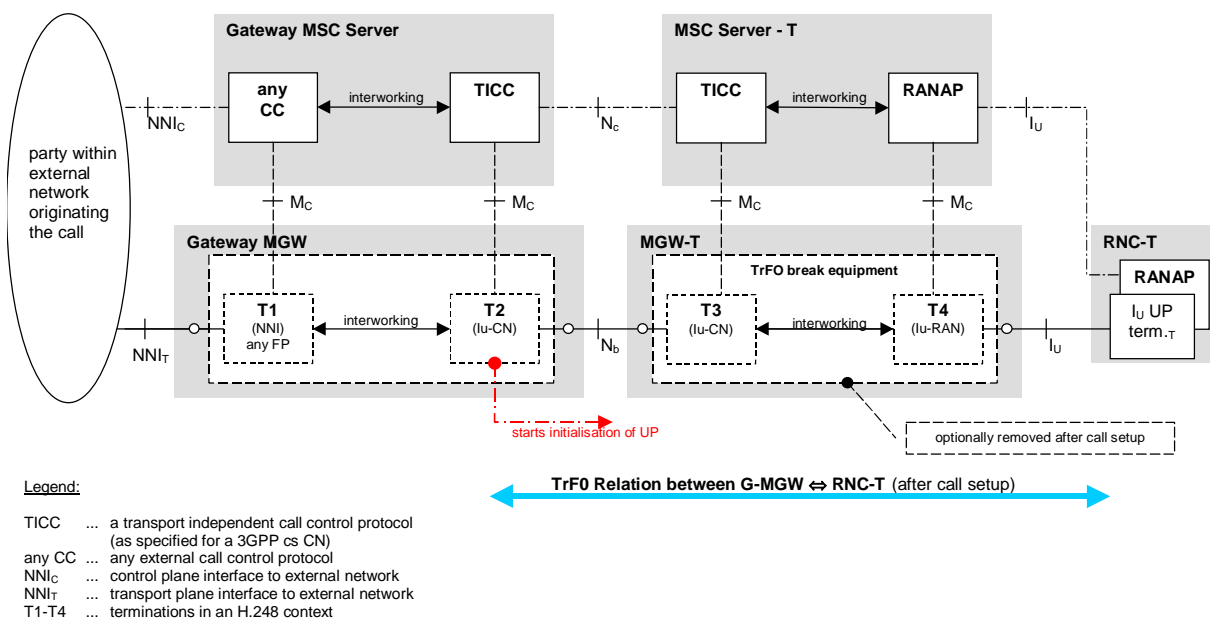 Gateway MSC Server
MSC Server - T
any
CC
interworking
TICC
TICC
interworking
RANAP
NNIC
Nc
IU
party within
external
network
originating
the call
MC
MC
MC
MC
Gateway MGW
MGW-T
RNC-T
TrFO break equipment
RANAP
T1
(NNI)
any FP
interworking
T2
(Iu-CN)
T3
(Iu-CN)
interworking
T4
(Iu-RAN)
IU UP
term.T
NNIT
Nb
IU
starts initialisation of UP
optionally removed after call setup
TrF0 Relation between G-MGW ⇔ RNC-T (after call setup)
Legend:
TICC ... a transport independent call control protocol
(as specified for a 3GPP cs CN)
any CC ... any external call control protocol
NNIC ... control plane interface to external network
NNIT ... transport plane interface to external network
T1-T4 ... terminations in an H.248 context